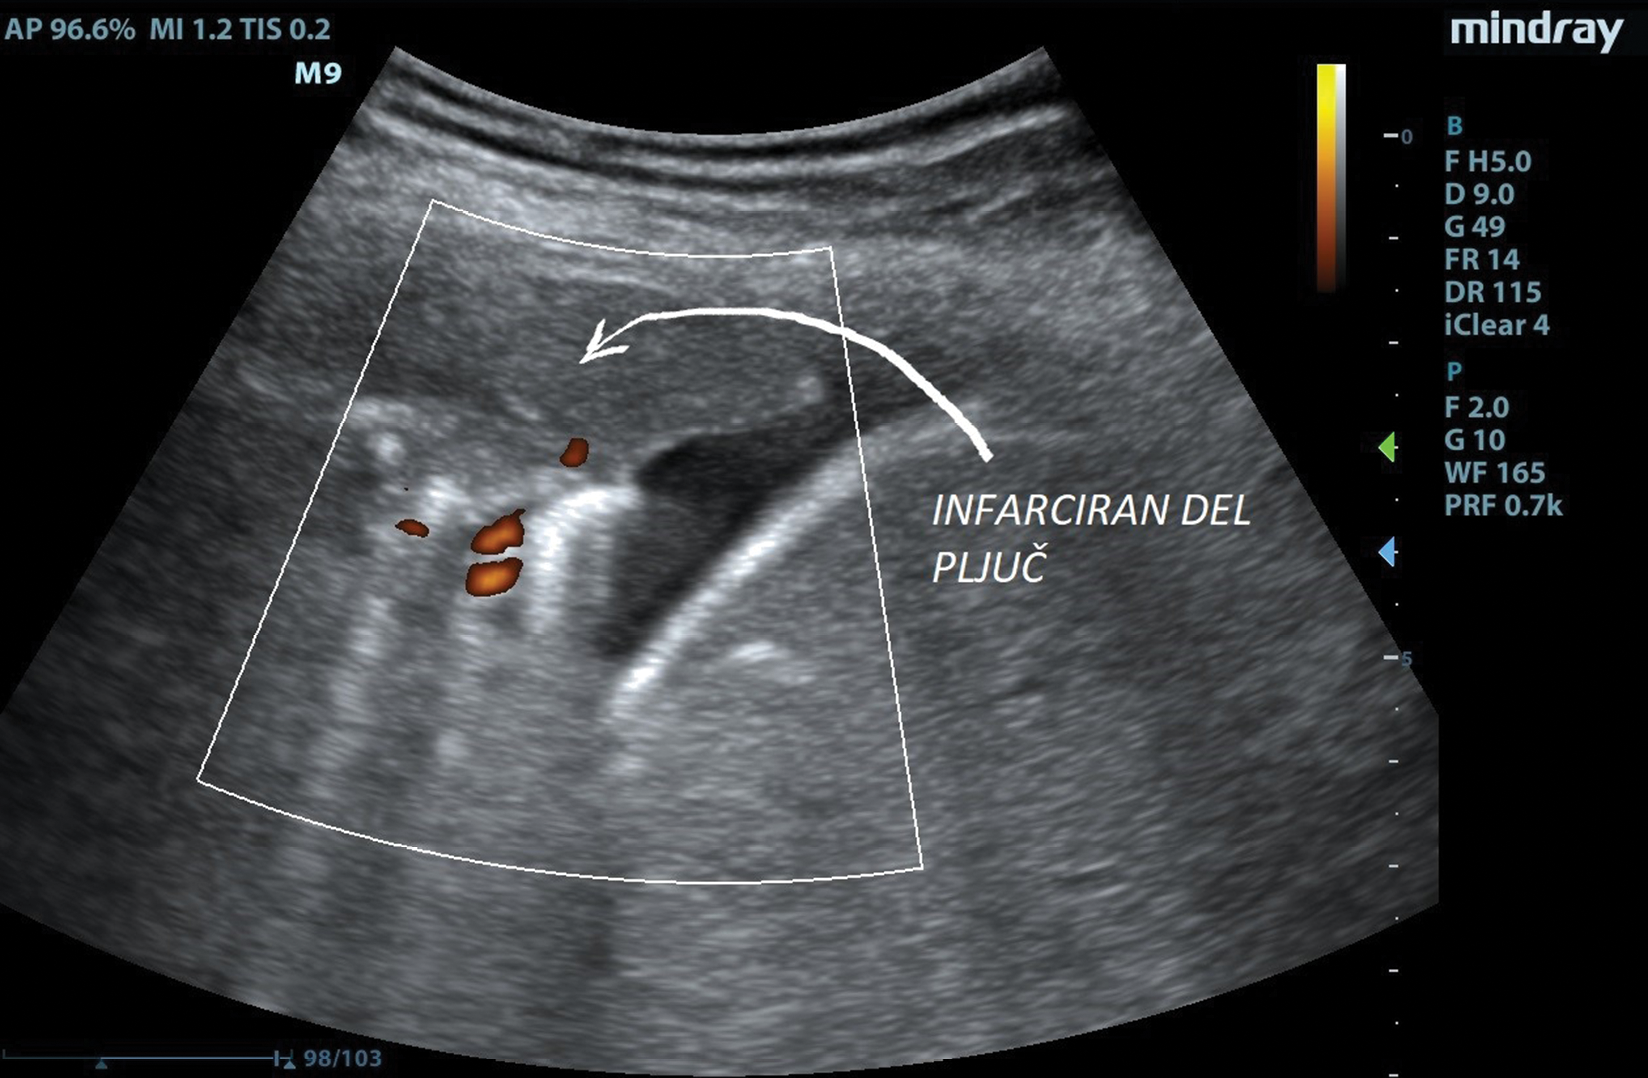 AP 96.6% MI 1.2 TIS 0.2
mindray
M9
0
B
F H5.0
D 9.0
G 49
FR 14
DR 115
iClear 4
P
F 2.0
G 10
WF 165
PRF 0.7k
INFARCIRAN DEL
PLJUČ
5
98/103